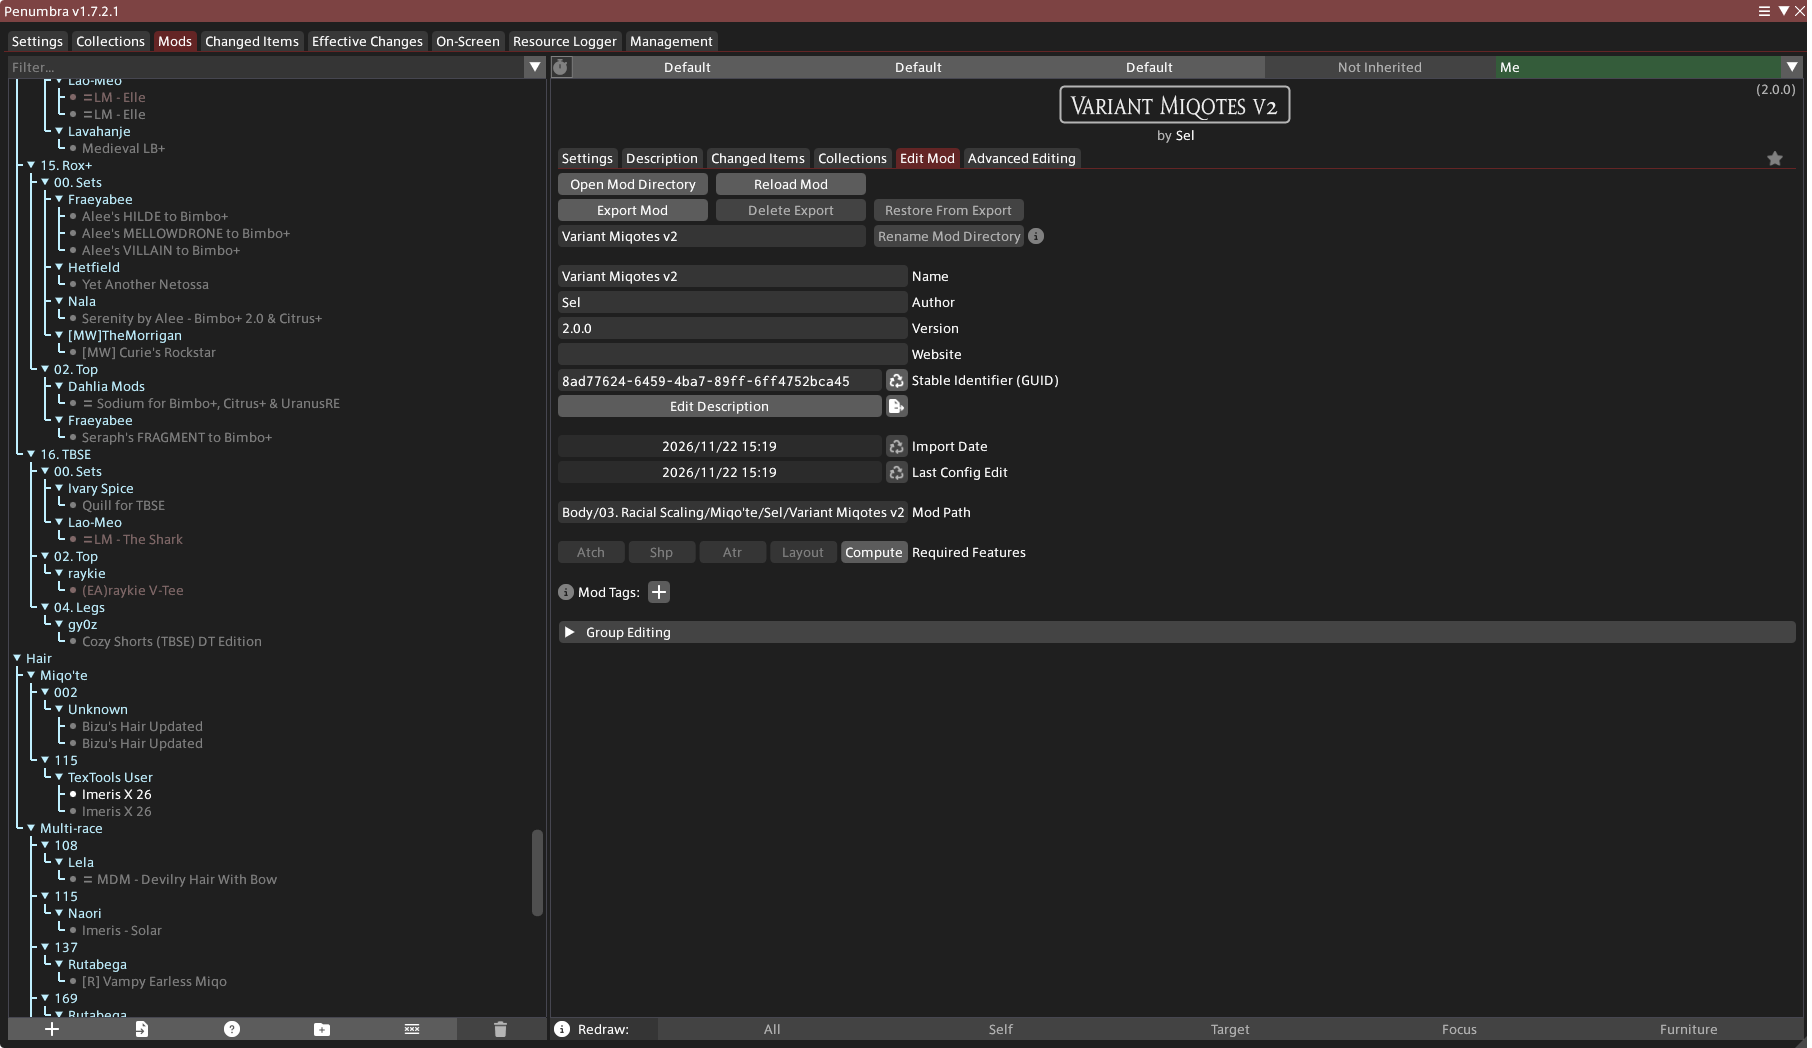 Penumbra v1.7.2.1
Settings Collections Mods Changed Items Effective Changes On-Screen Resource Logger Management
Filter...
Lao-Meo
=LM - Elle
=LM - Elle
Lavahanje
Medieval LB+
15. Rox+
00. Sets
Fraeyabee
Alee's HILDE to Bimbo+
Alee's MELLOWDRONE to Bimbo+
Alee's VILLAIN to Bimbo+
Hetfield
Yet Another Netossa
Nala
Serenity by Alee - Bimbo+ 2.0 & Citrus+
[MW]TheMorrigan
[MW] Curie's Rockstar
02. Top
Dahlia Mods
= Sodium for Bimbo+, Citrus+ & UranusRE
Fraeyabee
Seraph's FRAGMENT to Bimbo+
16. TBSE
00. Sets
Ivary Spice
Quill for TBSE
Lao-Meo
=LM - The Shark
02. Top
raykie
(EA)raykie V-Tee
04. Legs
gy0z
Cozy Shorts (TBSE) DT Edition
Hair
Miqo'te
002
Unknown
Bizu's Hair Updated
Bizu's Hair Updated
115
TexTools User
Imeris X 26
Imeris X 26
Multi-race
108
Lela
= MDM - Devilry Hair With Bow
115
Naori
Imeris - Solar
137
Rutabega
[R] Vampy Earless Miqo
169
Rutabega
Default Default Default Not Inherited Me
(2.0.0)
Variant Miqotes v2
by Sel
Settings Description Changed Items Collections Edit Mod Advanced Editing
Open Mod Directory Reload Mod
Export Mod Delete Export Restore From Export
Variant Miqotes v2 Rename Mod Directory
Variant Miqotes v2 Name
Sel Author
2.0.0 Version
Website
8ad77624-6459-4ba7-89ff-6ff4752bca45 Stable Identifier (GUID)
Edit Description
2026/11/22 15:19 Import Date
2026/11/22 15:19 Last Config Edit
Body/03. Racial Scaling/Miqo'te/Sel/Variant Miqotes v2 Mod Path
Atch Shp Atr Layout Compute Required Features
Mod Tags:
Group Editing
Redraw: All Self Target Focus Furniture